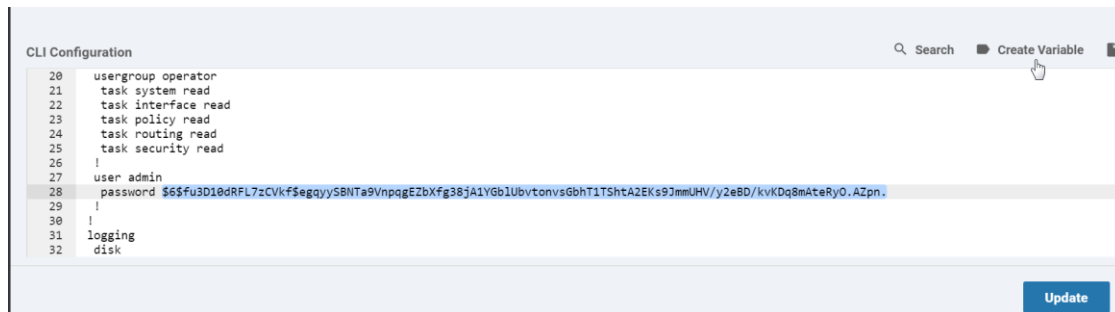 CLI Configuration
Search
Create Variable
20 usergroup operator
21 task system read
22 task interface read
23 task policy read
24 task routing read
25 task security read
26 !
27 user admin
28 password $6$fu3D10dRFL7zCVkf$egqyySBNTa9VnpqgEZbXfg38jA1YGblUbvtonvsGbhT1TShtA2EKs9JmmUHV/y2eBD/kvKDq8mAteRyO.AZpn.
29 !
30 !
31 logging
32 disk
Update